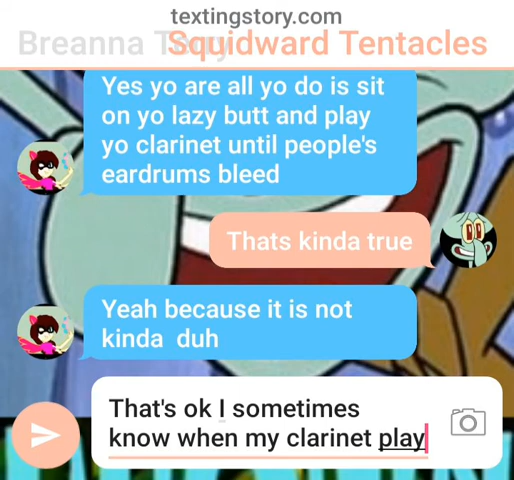 textingstory.com
Breanna
Squidward Tentacles
Yes yo are all yo do is sit
on yo lazy butt and play
yo clarinet until people's
eardrums bleed
Thats kinda true
Yeah because it is not
kinda duh
That's ok I sometimes
know when my clarinet play